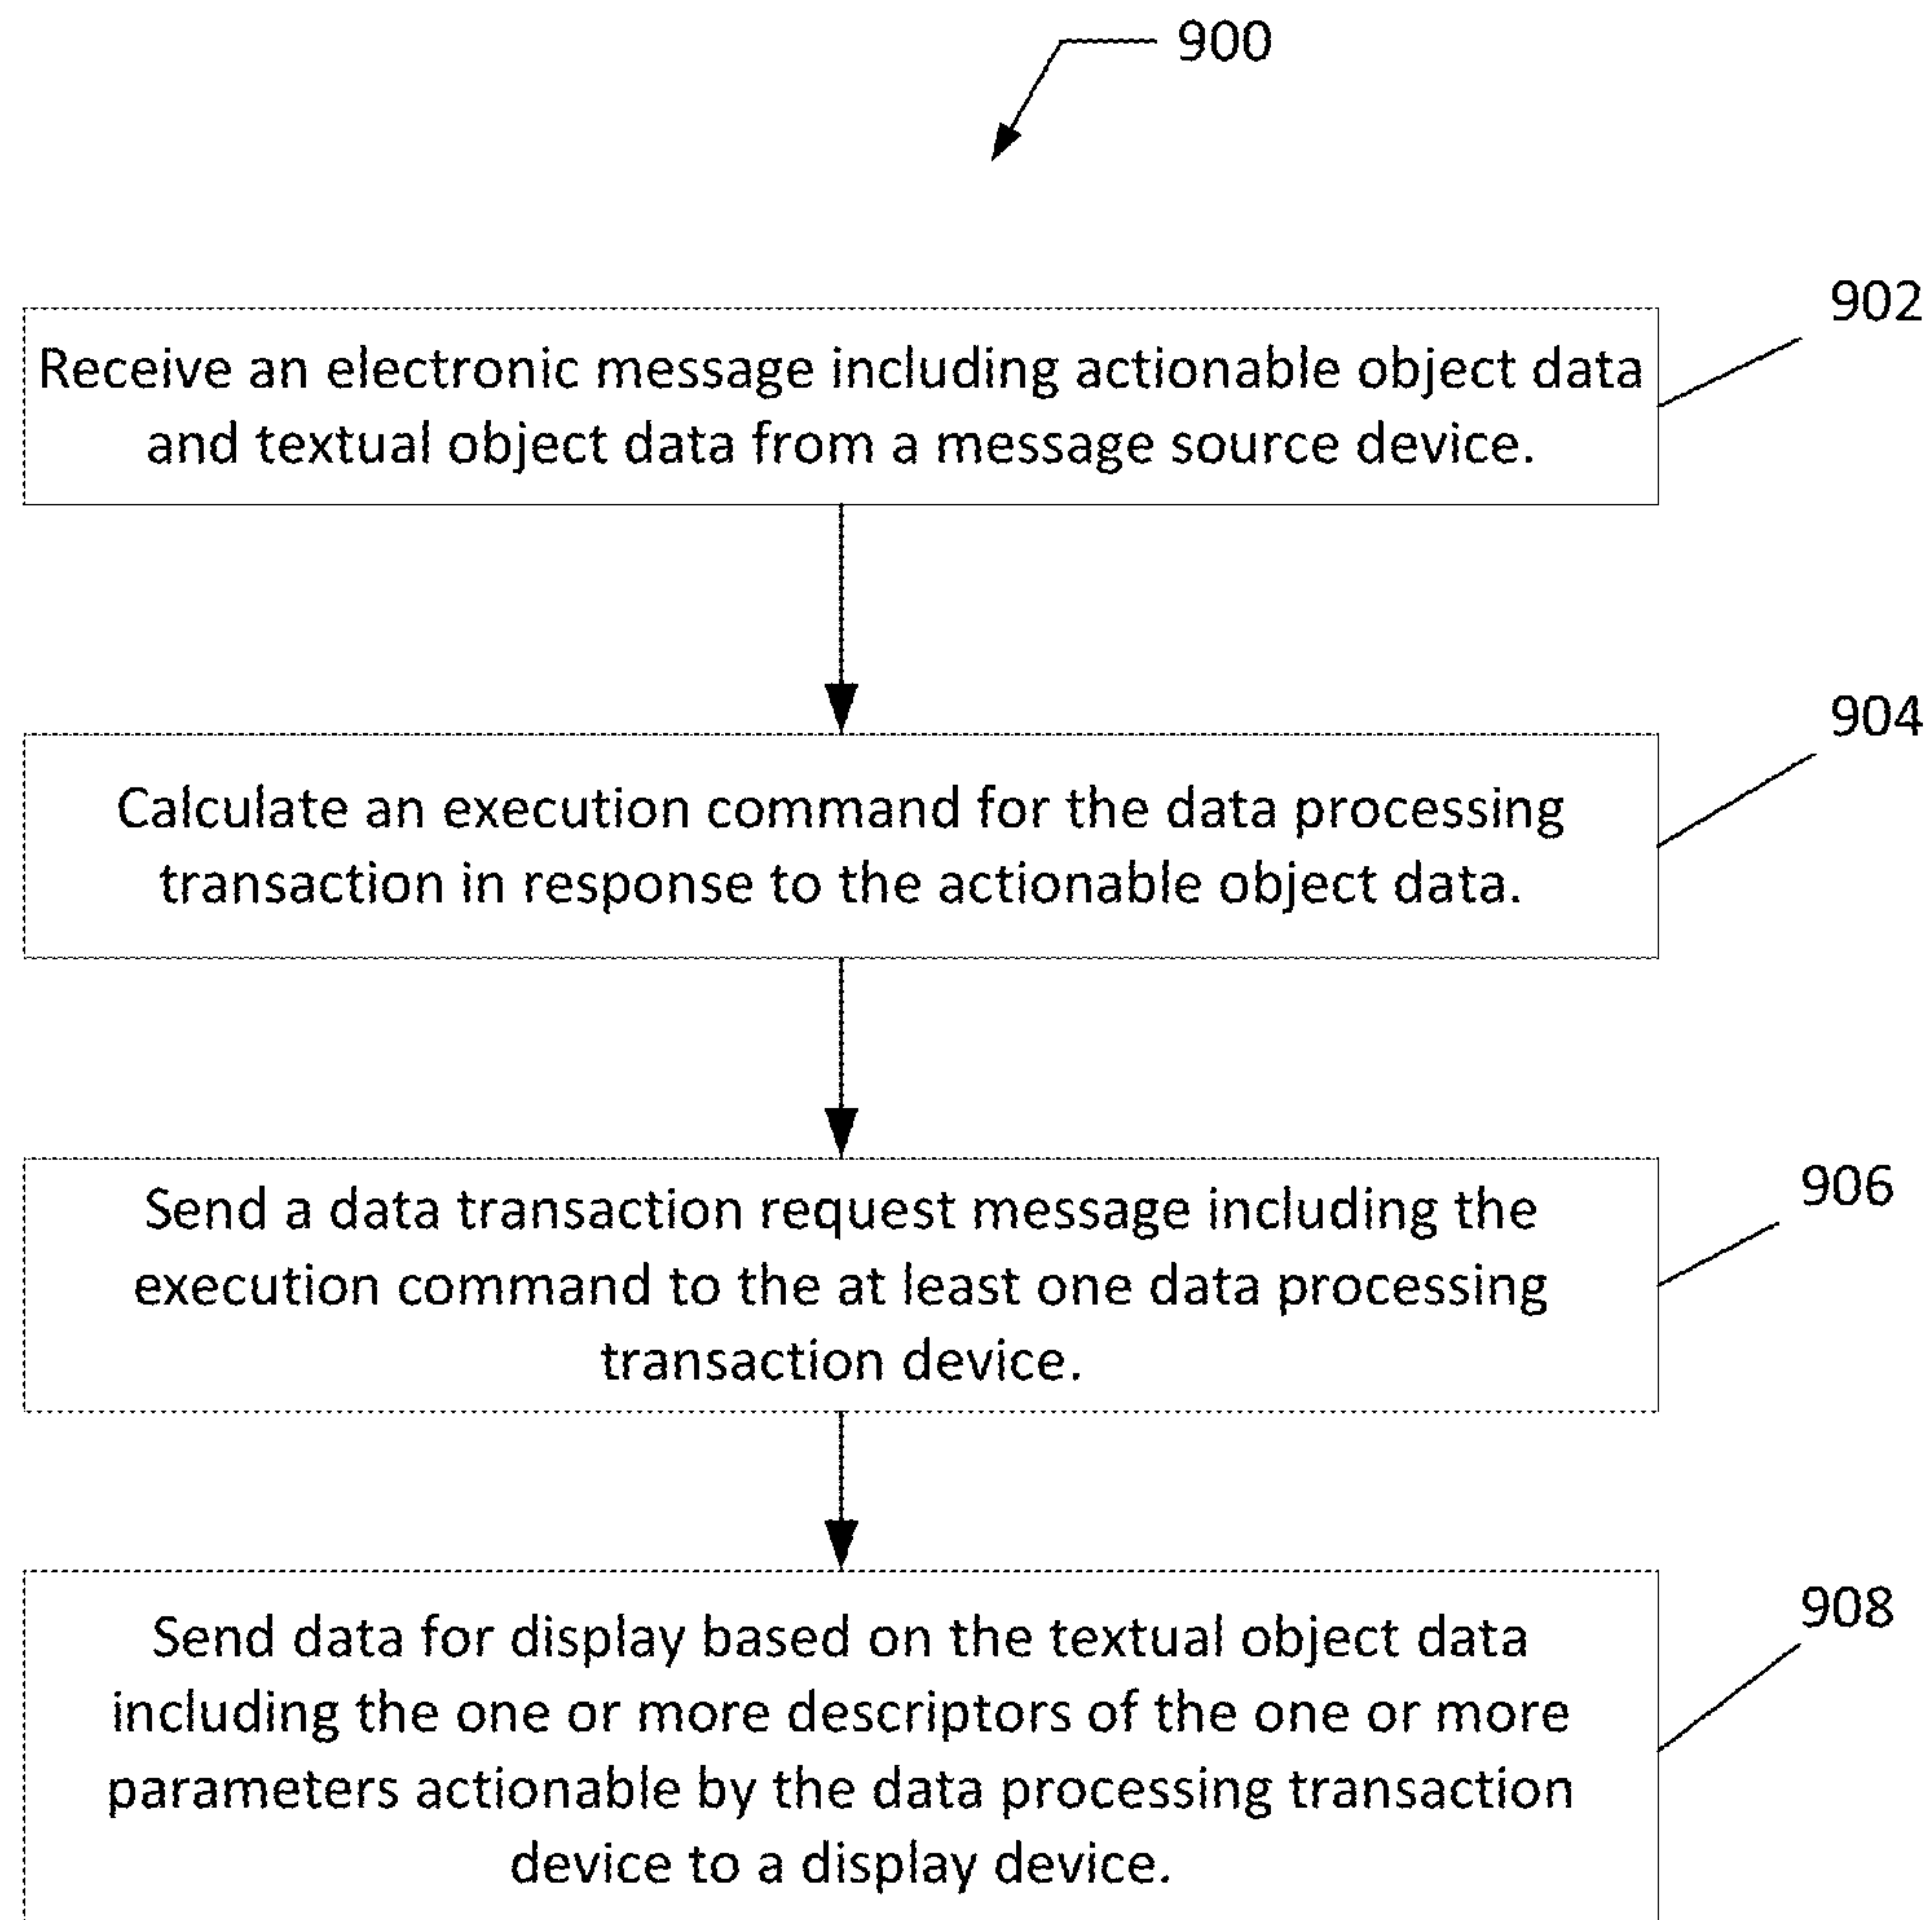 900
902
Receive an electronic message including actionable object data
and textual object data from a message source device.
904
Calculate an execution command for the data processing
transaction in response to the actionable object data.
906
Send a data transaction request message including the
execution command to the at least one data processing
transaction device.
908
Send data for display based on the textual object data
including the one or more descriptors of the one or more
parameters actionable by the data processing transaction
device to a display device.